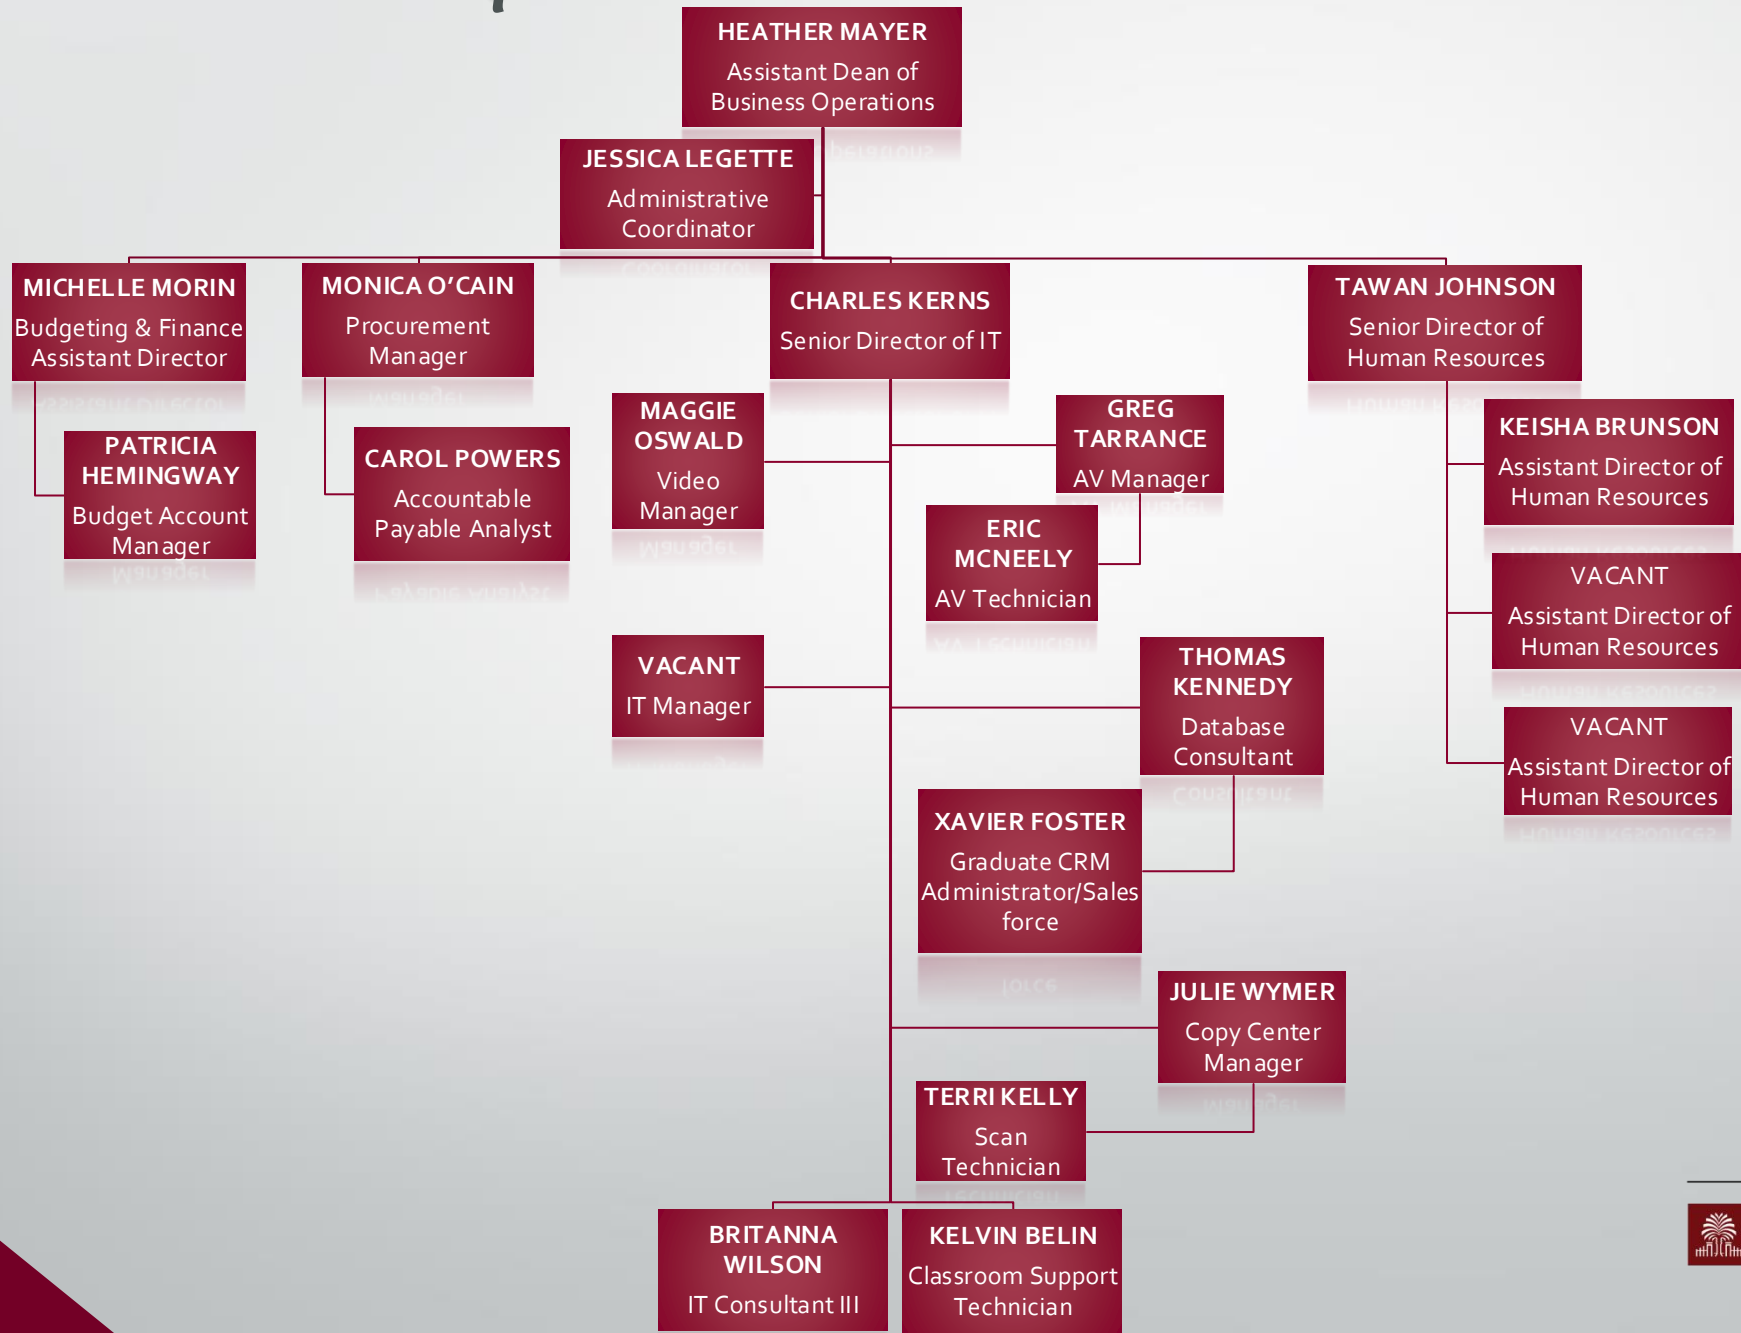 HEATHER MAYER
Assistant Dean of
Business Operations
JESSICA LEGETTE
Administrative
Coordinator
MICHELLE MORIN
Budgeting & Finance
Assistant Director
MONICA O’CAIN
Procurement
Manager
CHARLES KERNS
Senior Director of IT
TAWAN JOHNSON
Senior Director of
Human Resources
PATRICIA
HEMINGWAY
Budget Account
Manager
CAROL POWERS
Accountable
Payable Analyst
MAGGIE
OSWALD
Video
Manager
GREG
TARRANCE
AV Manager
ERIC
MCNEELY
AV Technician
KEISHA BRUNSON
Assistant Director of
Human Resources
VACANT
Assistant Director of
Human Resources
VACANT
Assistant Director of
Human Resources
VACANT
IT Manager
THOMAS
KENNEDY
Database
Consultant
XAVIER FOSTER
Graduate CRM
Administrator/Sales
force
JULIE WYMER
Copy Center
Manager
TERRI KELLY
Scan
Technician
BRITANNA
WILSON
IT Consultant III
KELVIN BELIN
Classroom Support
Technician